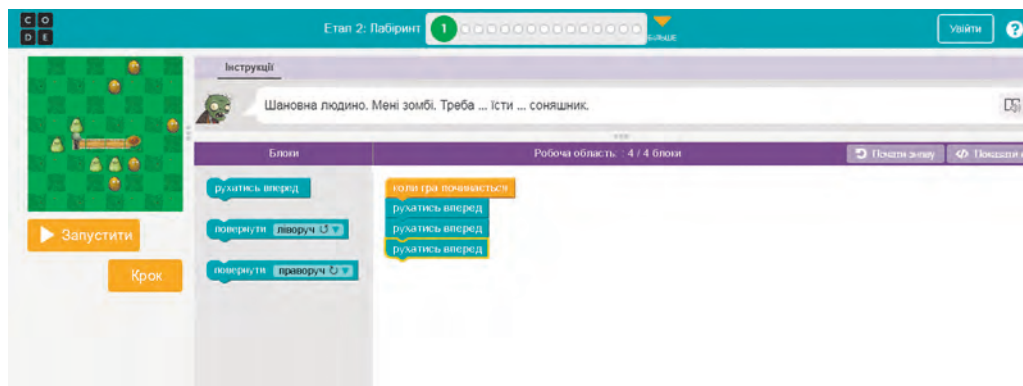 C O
D E
Етап 2: Лабіринт
1
БІЛЬШЕ
Увійти
?
Інструкції
Шановна людино. Мені зомбі. Треба ... їсти ... соняшник.
Блоки
Робоча область: : 4 / 4 блоки
Почати знову
</> Показати
рухатись вперед
повернути ліворуч ↺ ▼
повернути праворуч ↻ ▼
коли гра починається
рухатись вперед
рухатись вперед
рухатись вперед
Запустити
Крок